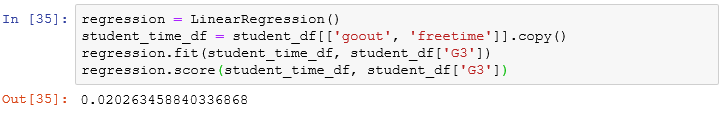 In [35]: regression = LinearRegression()
student_time_df = student_df[['goout', 'freetime']].copy()
regression.fit(student_time_df, student_df['G3'])
regression.score(student_time_df, student_df['G3'])
Out[35]: 0.020263458840336868